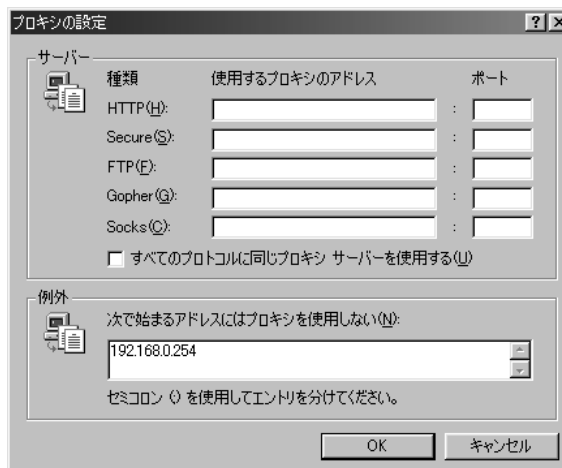 プロキシの設定
サーバー
種類 使用するプロキシのアドレス ポート
HTTP(H): :
Secure(S): :
FTP(F): :
Gopher(G): :
Socks(C): :
すべてのプロトコルに同じプロキシ サーバーを使用する(U)
例外
次で始まるアドレスにはプロキシを使用しない(N):
192.168.0.254
セミコロン (;) を使用してエントリを分けてください。
OK キャンセル